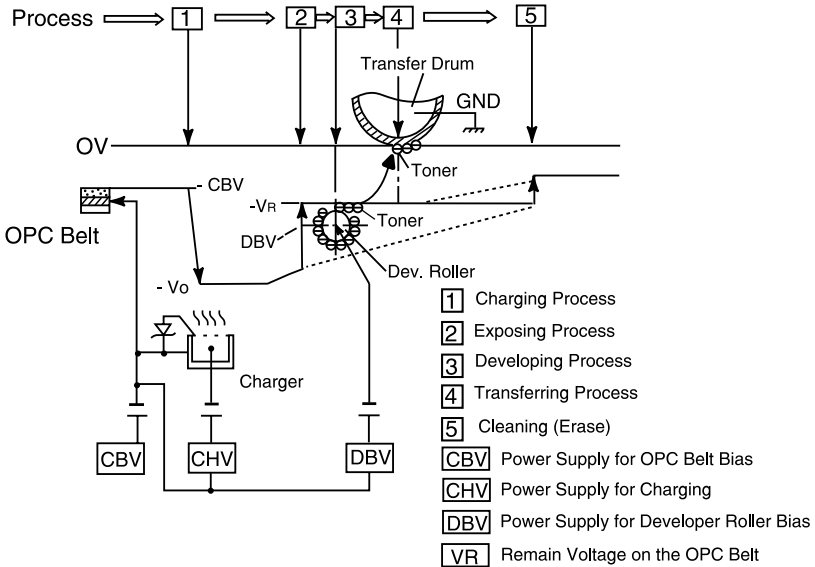 Process 1 2 3 4 5
Transfer Drum
GND
OV
Toner
- CBV
-VR
Toner
OPC Belt
DBV
Dev. Roller
- Vo
Charger
CBV CHV DBV
1 Charging Process
2 Exposing Process
3 Developing Process
4 Transferring Process
5 Cleaning (Erase)
CBV Power Supply for OPC Belt Bias
CHV Power Supply for Charging
DBV Power Supply for Developer Roller Bias
VR Remain Voltage on the OPC Belt